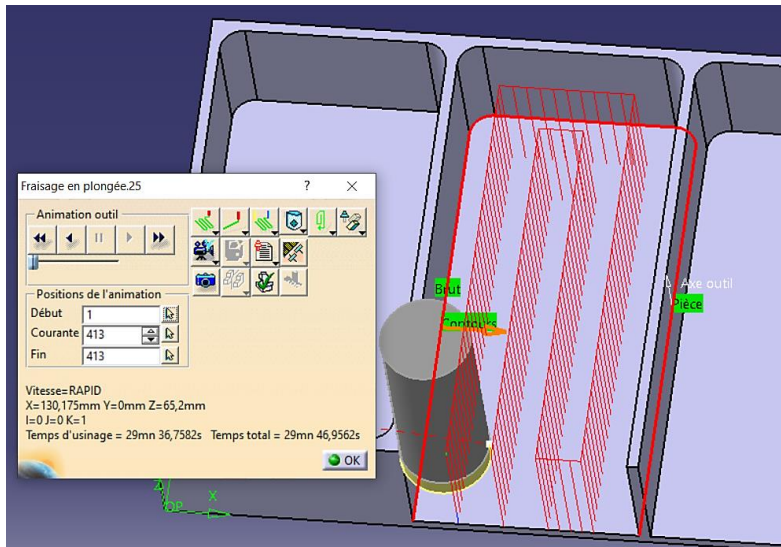 Fraisage en plongée.25 ? ×
Animation outil
Positions de l'animation
Début 1
Courante 413
Fin 413
Vitesse=RAPID
X=130,175mm Y=0mm Z=65,2mm
I=0 J=0 K=1
Temps d'usinage = 29mn 36,7582s Temps total = 29mn 46,9562s
OK
Brut
Contours
Axe outil
Pièce
Z
OP
X